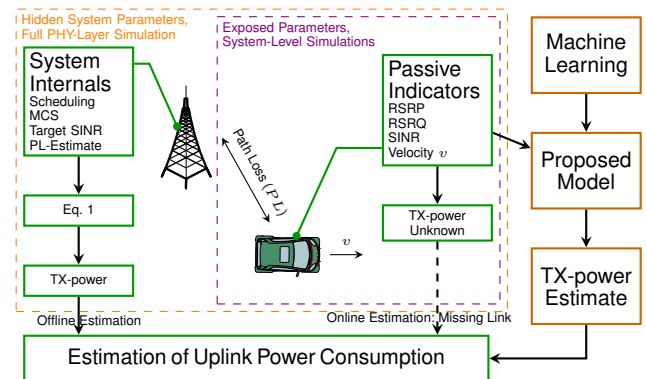 Hidden System Parameters,
Full PHY-Layer Simulation
Exposed Parameters,
System-Level Simulations
System
Internals
Scheduling
MCS
Target SINR
PL-Estimate
Passive
Indicators
RSRP
RSRQ
SINR
Velocity v
Machine
Learning
Path Loss (PL)
Proposed
Model
Eq. 1
TX-power
Unknown
v
TX-power
TX-power
Estimate
Offline Estimation
Online Estimation: Missing Link
Estimation of Uplink Power Consumption